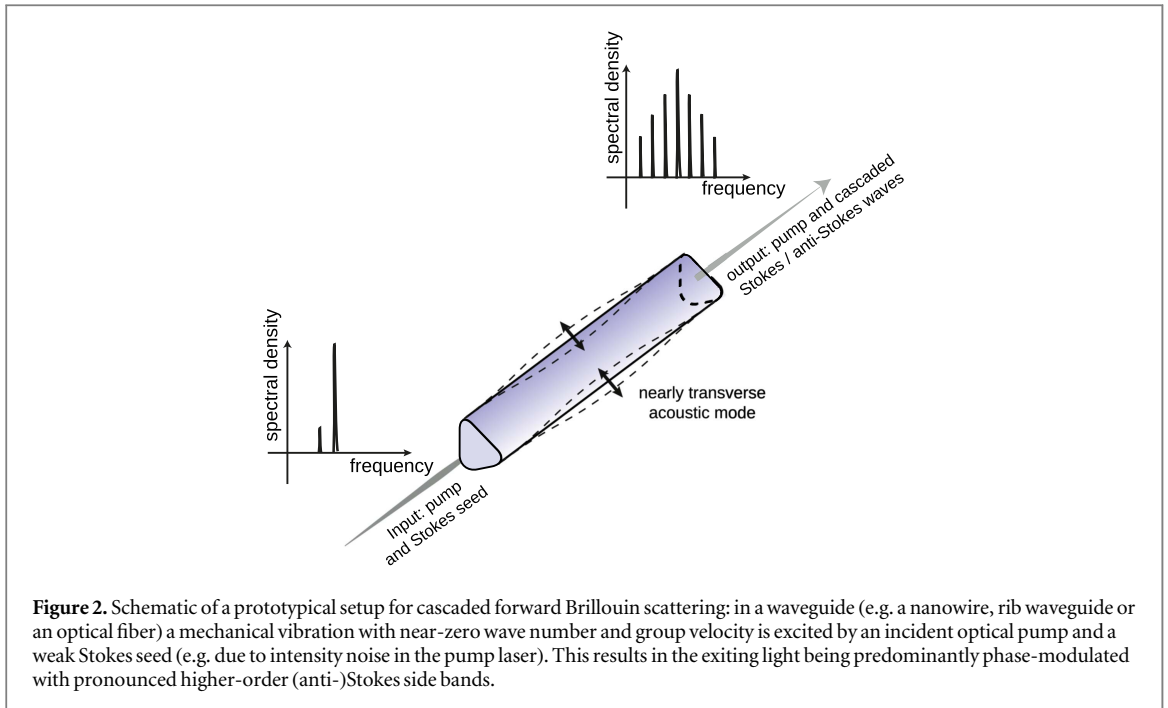 spectral density
frequency
output: pump and cascaded
Stokes / anti-Stokes waves
spectral density
frequency
nearly transverse
acoustic mode
Input: pump
and Stokes seed
Figure 2. Schematic of a prototypical setup for cascaded forward Brillouin scattering: in a waveguide (e.g. a nanowire, rib waveguide or
an optical fiber) a mechanical vibration with near-zero wave number and group velocity is excited by an incident optical pump and a
weak Stokes seed (e.g. due to intensity noise in the pump laser). This results in the exiting light being predominantly phase-modulated
with pronounced higher-order (anti-)Stokes side bands.